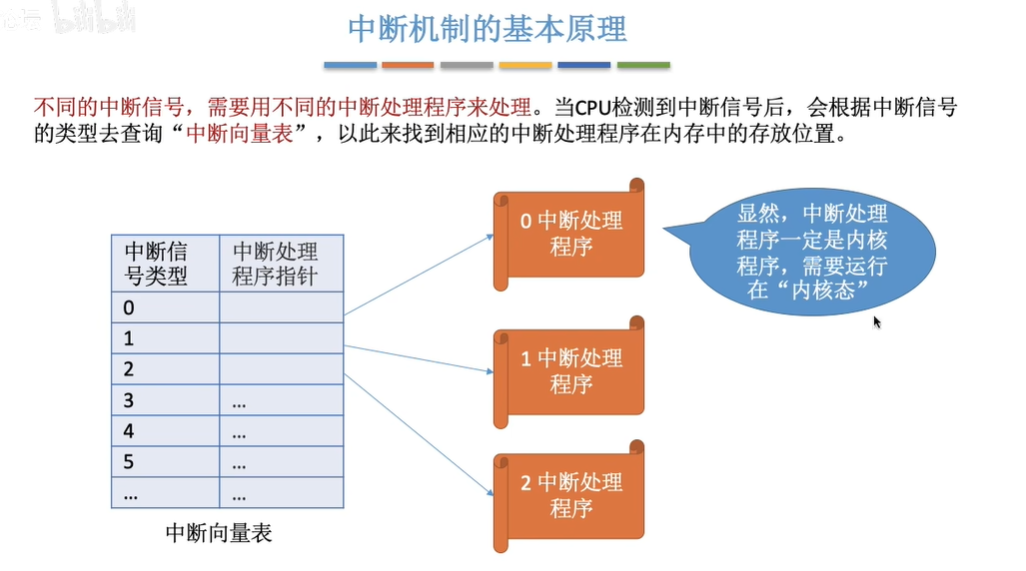 bilibili
中断机制的基本原理
不同的中断信号，需要用不同的中断处理程序来处理。当CPU检测到中断信号后，会根据中断信号
的类型去查询“中断向量表”，以此来找到相应的中断处理程序在内存中的存放位置。
中断信
号类型
中断处理
程序指针
0
1
2
3
...
4
...
5
...
...
...
中断向量表
0 中断处理
程序
1 中断处理
程序
2 中断处理
程序
显然，中断处理
程序一定是内核
程序，需要运行
在“内核态”